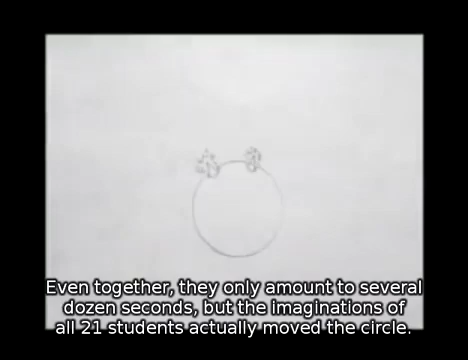 Even together, they only amount to several
dozen seconds, but the imaginations of
all 21 students actually moved the circle.